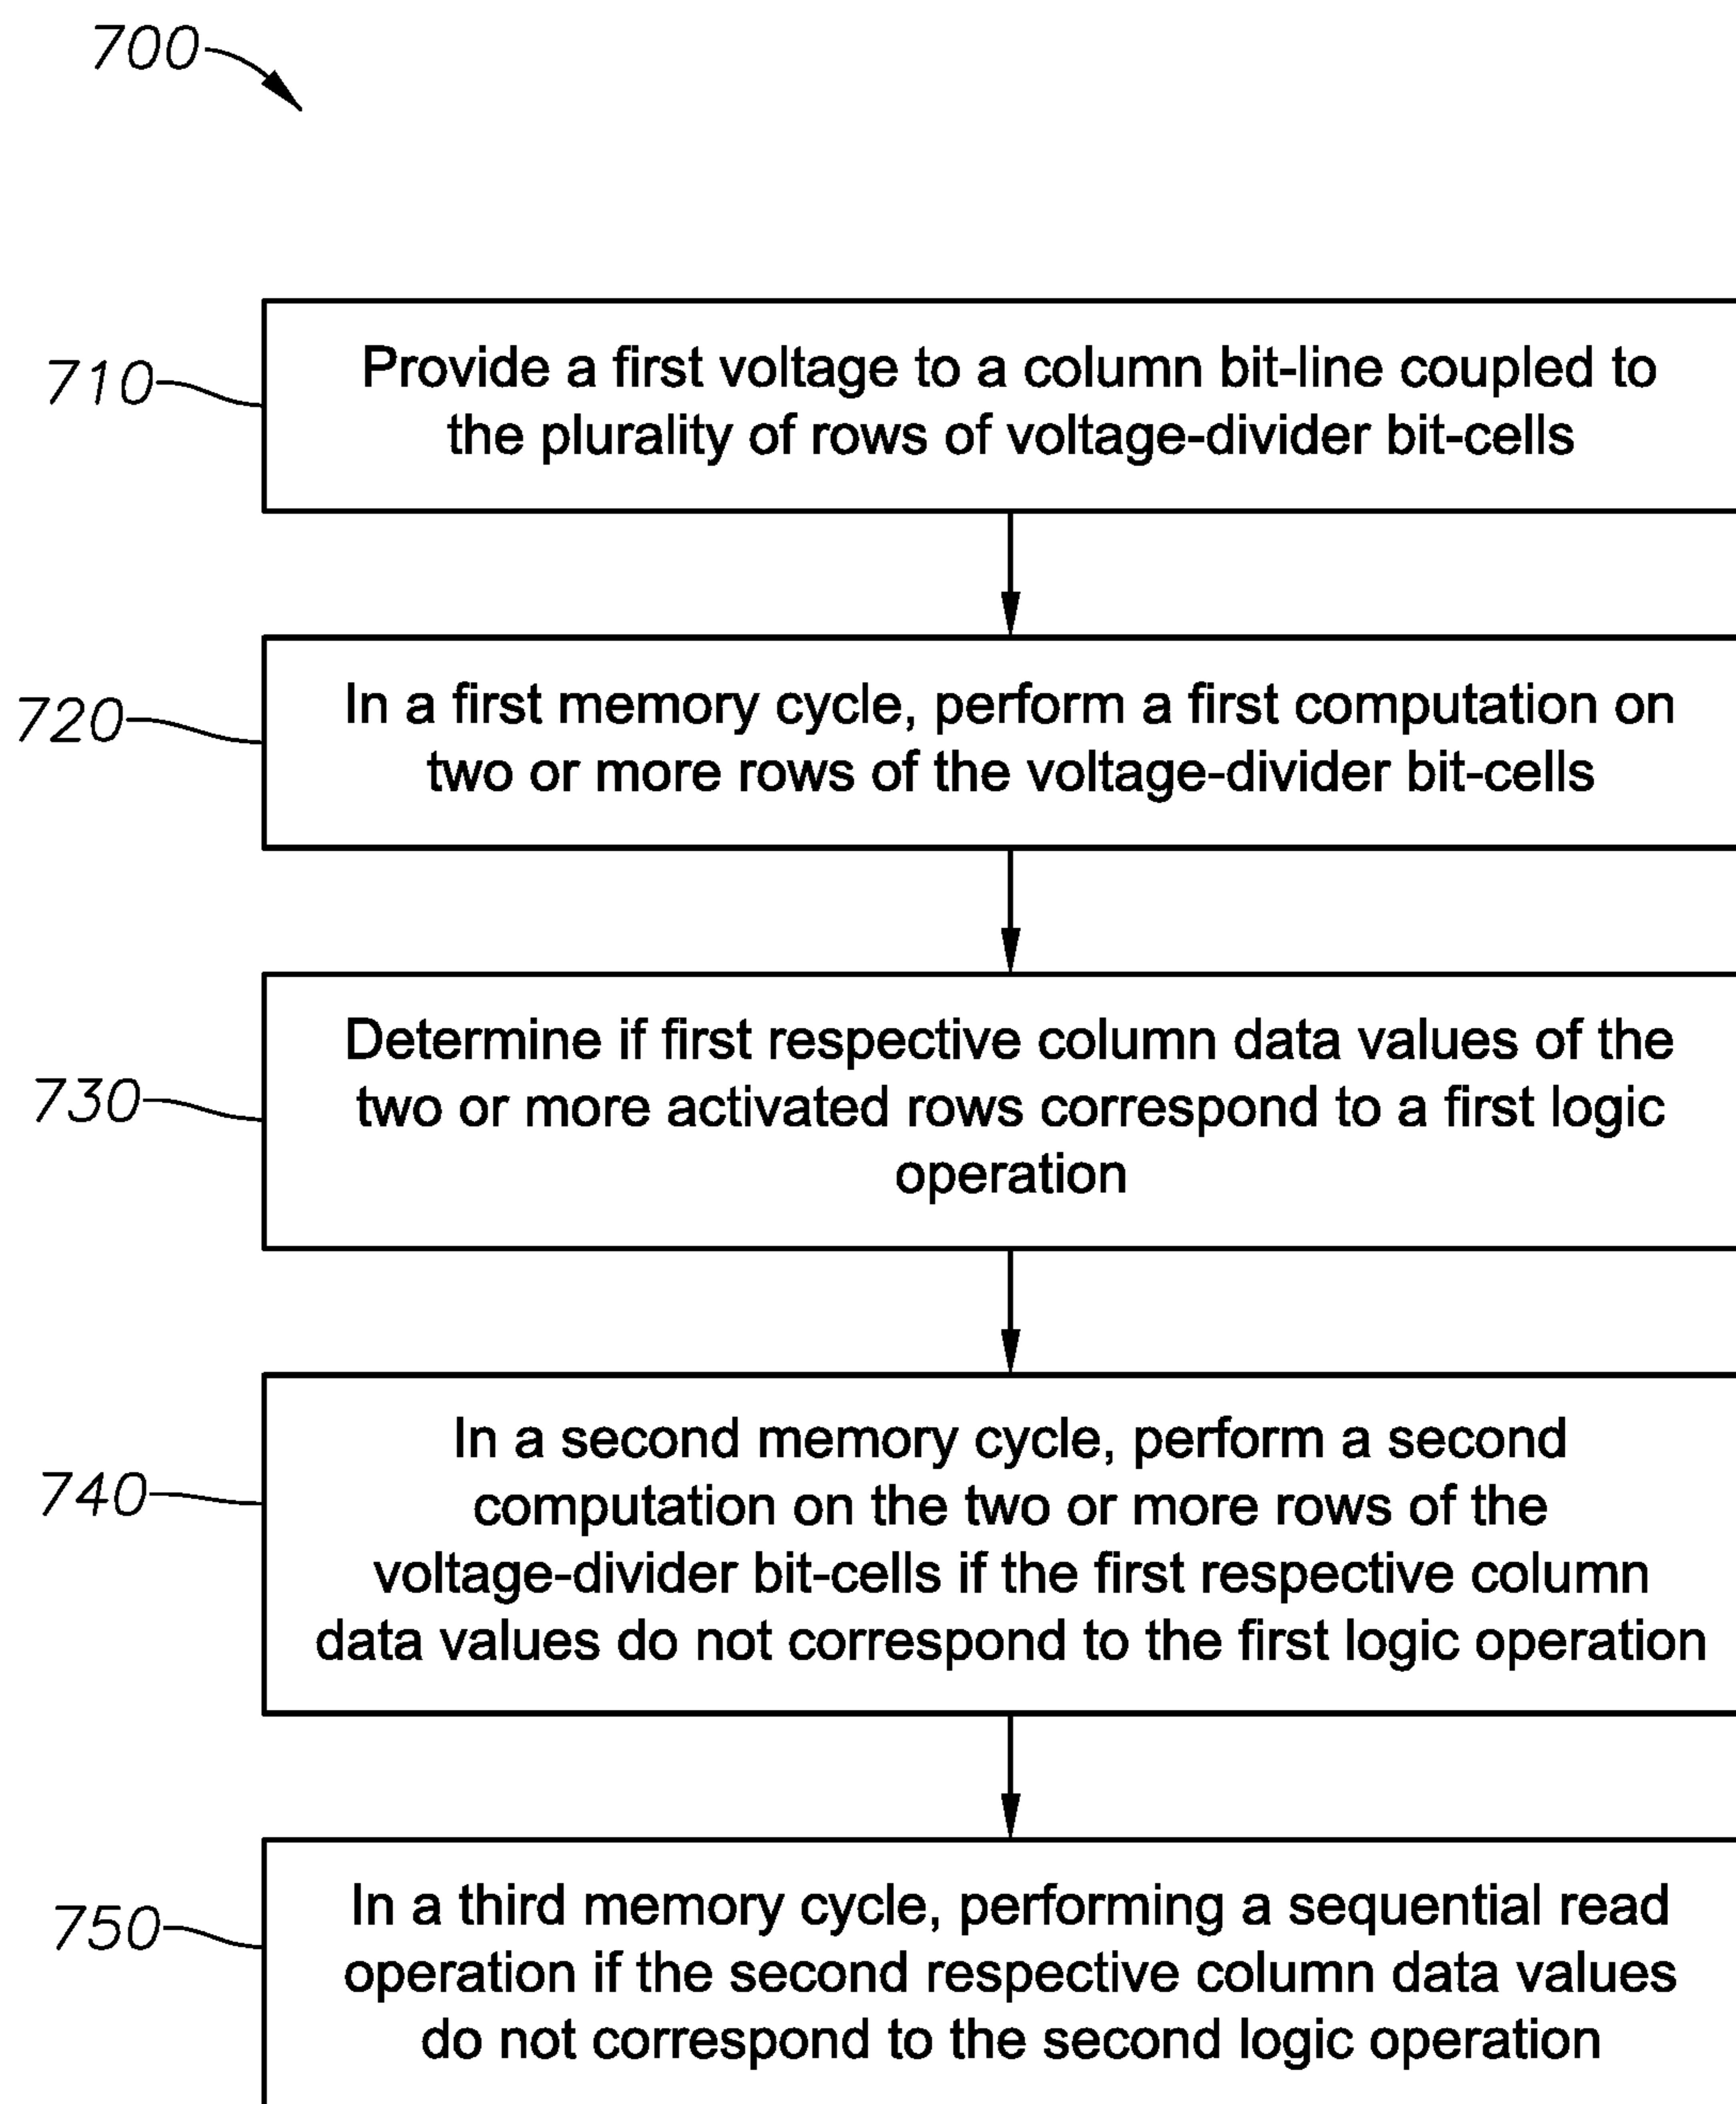 700
710
Provide a first voltage to a column bit-line coupled to
the plurality of rows of voltage-divider bit-cells
720
In a first memory cycle, perform a first computation on
two or more rows of the voltage-divider bit-cells
730
Determine if first respective column data values of the
two or more activated rows correspond to a first logic
operation
740
In a second memory cycle, perform a second
computation on the two or more rows of the
voltage-divider bit-cells if the first respective column
data values do not correspond to the first logic operation
750
In a third memory cycle, performing a sequential read
operation if the second respective column data values
do not correspond to the second logic operation